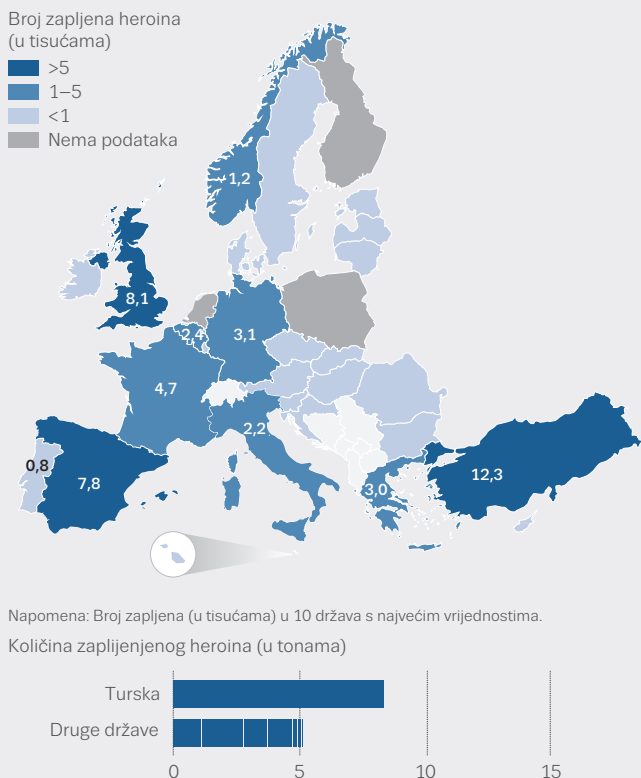 Broj zapljena heroina
(u tisućama)
>5
1–5
<1
Nema podataka
1,2
8,1
2,4
3,1
4,7
2,2
0,8
7,8
3,0
12,3
Napomena: Broj zapljena (u tisućama) u 10 država s najvećim vrijednostima.
Količina zaplijenjenog heroina (u tonama)
Turska
Druge države
0 5 10 15